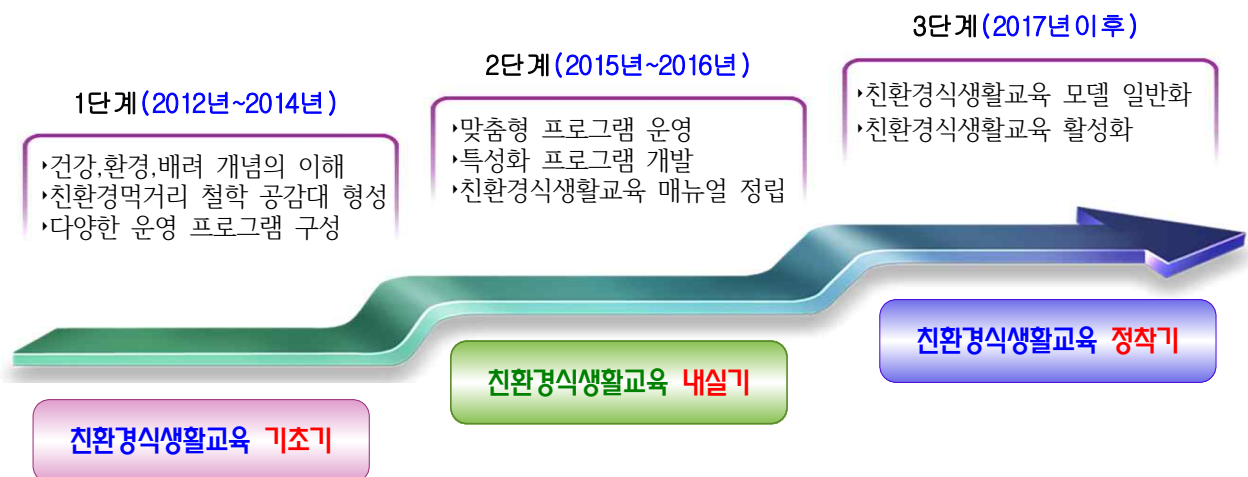 1단계(2012년~2014년)
‣건강,환경,배려 개념의 이해
‣친환경먹거리 철학 공감대 형성
‣다양한 운영 프로그램 구성
친환경식생활교육 기초기
2단계(2015년~2016년)
‣맞춤형 프로그램 운영
‣특성화 프로그램 개발
‣친환경식생활교육 매뉴얼 정립
친환경식생활교육 내실기
3단계(2017년이후)
‣친환경식생활교육 모델 일반화
‣친환경식생활교육 활성화
친환경식생활교육 정착기